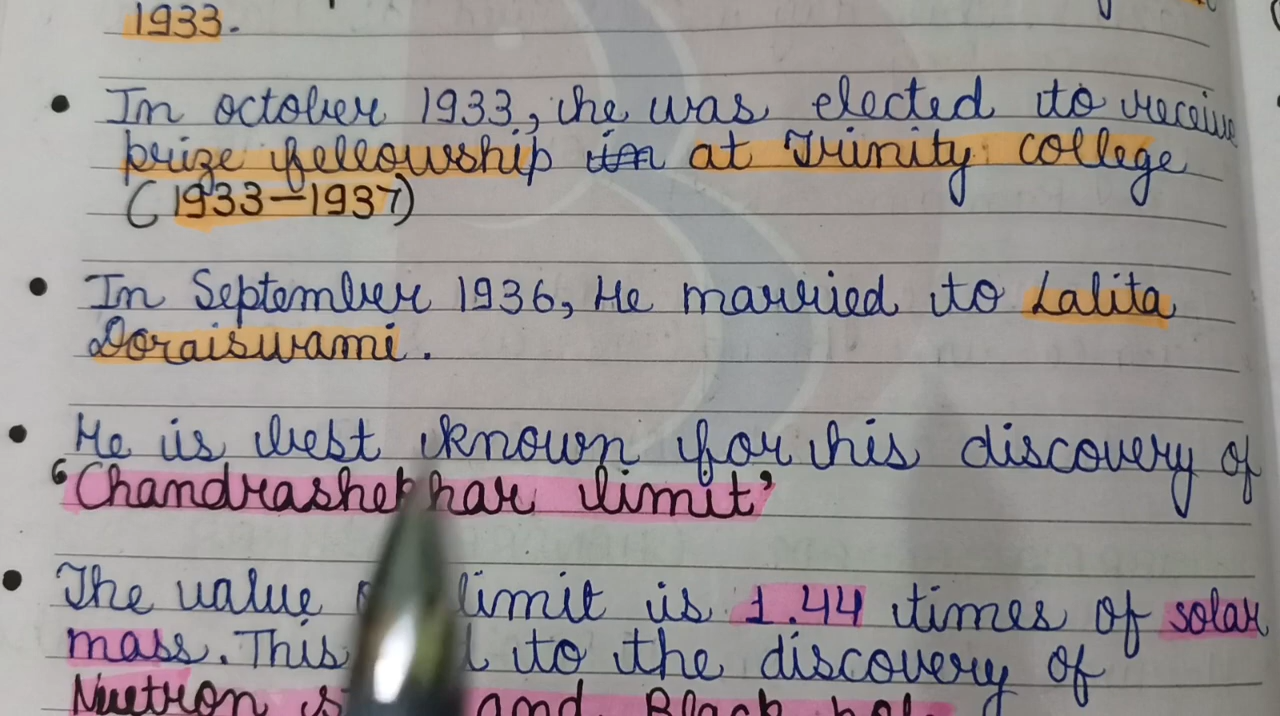 1933.
• In october 1933, he was elected to receive
prize fellowship in at Trinity college
(1933-1937)
• In September 1936, He married to Lalita
Doraiswami.
• He is best known for his discovery of
'Chandrashekhar limit'
• The value limit is 1.44 times of solar
mass. This to the discovery of
and Black